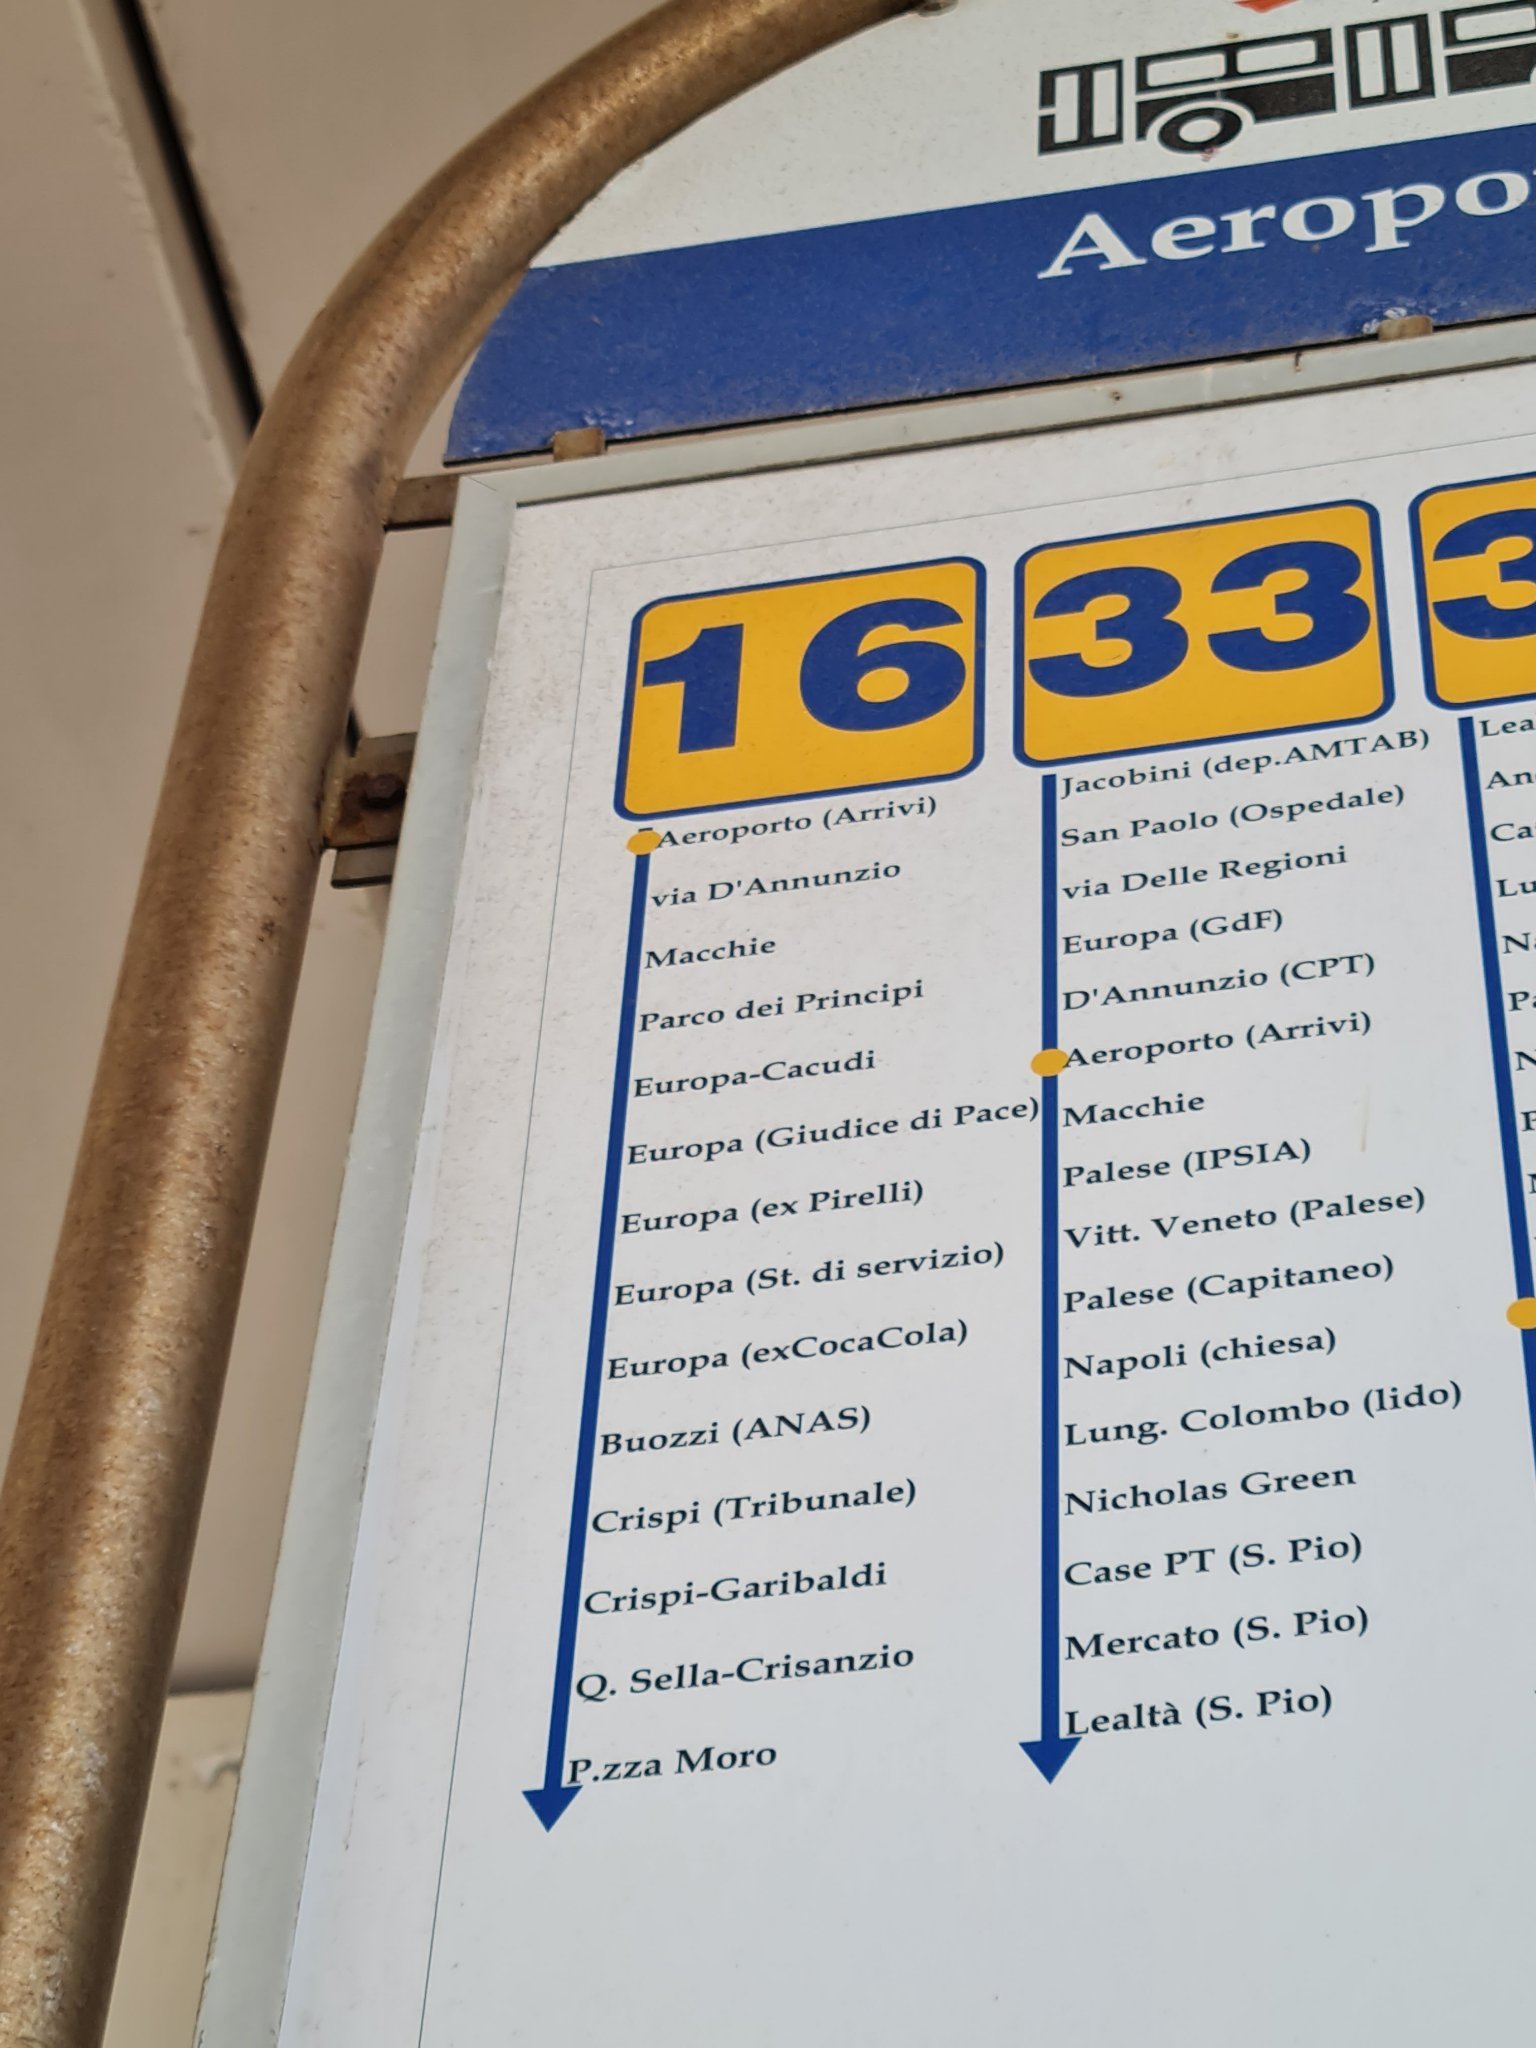 16
Aeroporto (Arrivi)
via D'Annunzio
Macchie
Parco dei Principi
Europa-Cacudi
Europa (Giudice di Pace)
Europa (ex Pirelli)
Europa (St. di servizio)
Europa (exCocaCola)
Buozzi (ANAS)
Crispi (Tribunale)
Crispi-Garibaldi
Q. Sella-Crisanzio
P.zza Moro
33
Jacobini (dep.AMTAB)
San Paolo (Ospedale)
via Delle Regioni
Europa (GdF)
D'Annunzio (CPT)
Aeroporto (Arrivi)
Macchie
Palese (IPSIA)
Vitt. Veneto (Palese)
Palese (Capitaneo)
Napoli (chiesa)
Lung. Colombo (lido)
Nicholas Green
Case PT (S. Pio)
Mercato (S. Pio)
Lealtà (S. Pio)